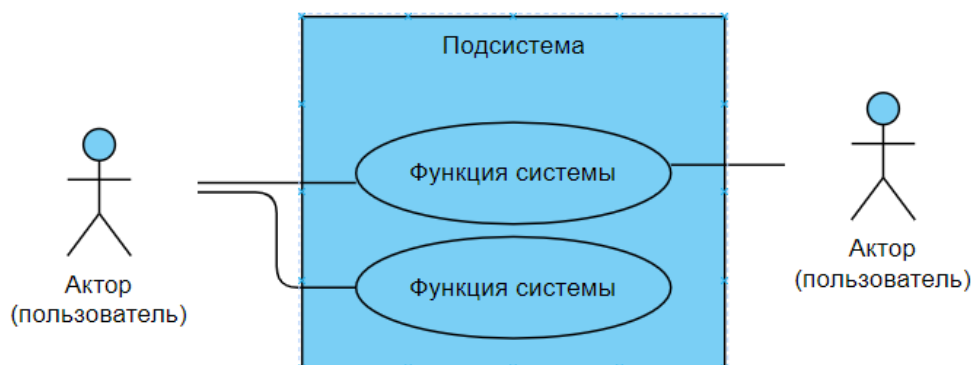 Подсистема
Функция системы
Функция системы
Актор
(пользователь)
Актор
(пользователь)